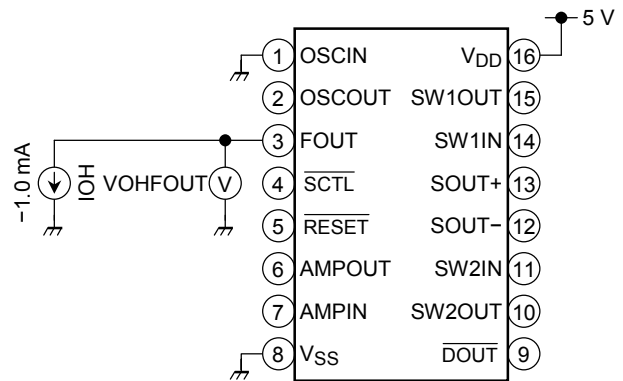 5 V
1 OSCIN VDD 16
2 OSCOUT SW1OUT 15
3 FOUT SW1IN 14
−1.0 mA
IOH
VOHFOUT V
4 SCTL SOUT+ 13
5 RESET SOUT− 12
6 AMPOUT SW2IN 11
7 AMPIN SW2OUT 10
8 VSS DOUT 9